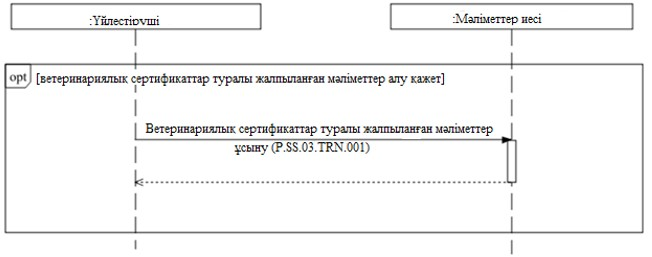 :Үйлестіруші
:Мәліметтер иесі
opt [ветеринариялық сертификаттар туралы жалпыланған мәліметтер алу қажет]
Ветеринариялық сертификаттар туралы жалпыланған мәліметтер
ұсыну (P.SS.03.TRN.001)